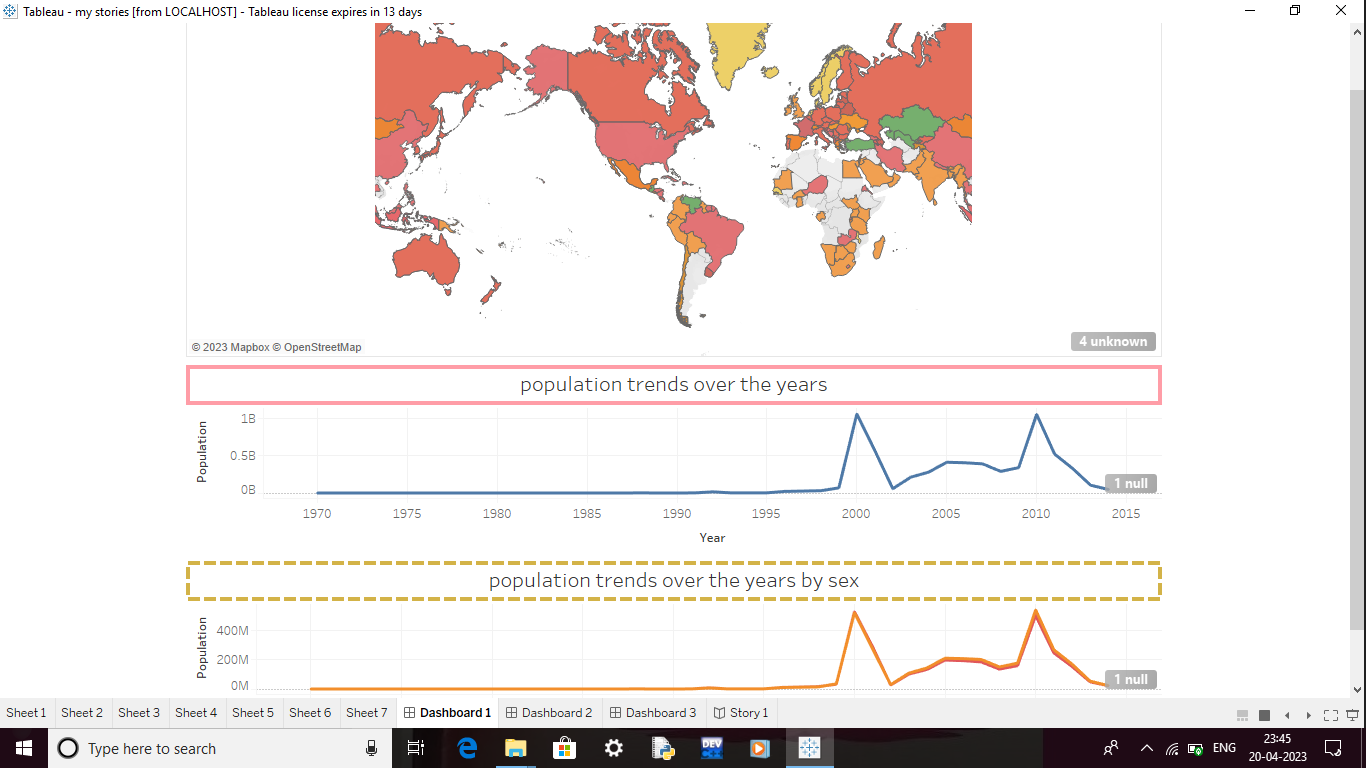 Tableau - my stories [from LOCALHOST] - Tableau license expires in 13 days
© 2023 Mapbox © OpenStreetMap
4 unknown
population trends over the years
Population
1B
0.5B
0B
1 null
1970 1975 1980 1985 1990 1995 2000 2005 2010 2015
Year
population trends over the years by sex
Population
400M
200M
0M
1 null
Sheet 1 Sheet 2 Sheet 3 Sheet 4 Sheet 5 Sheet 6 Sheet 7 Dashboard 1 Dashboard 2 Dashboard 3 Story 1
Type here to search
DEV
ENG
23:45
20-04-2023